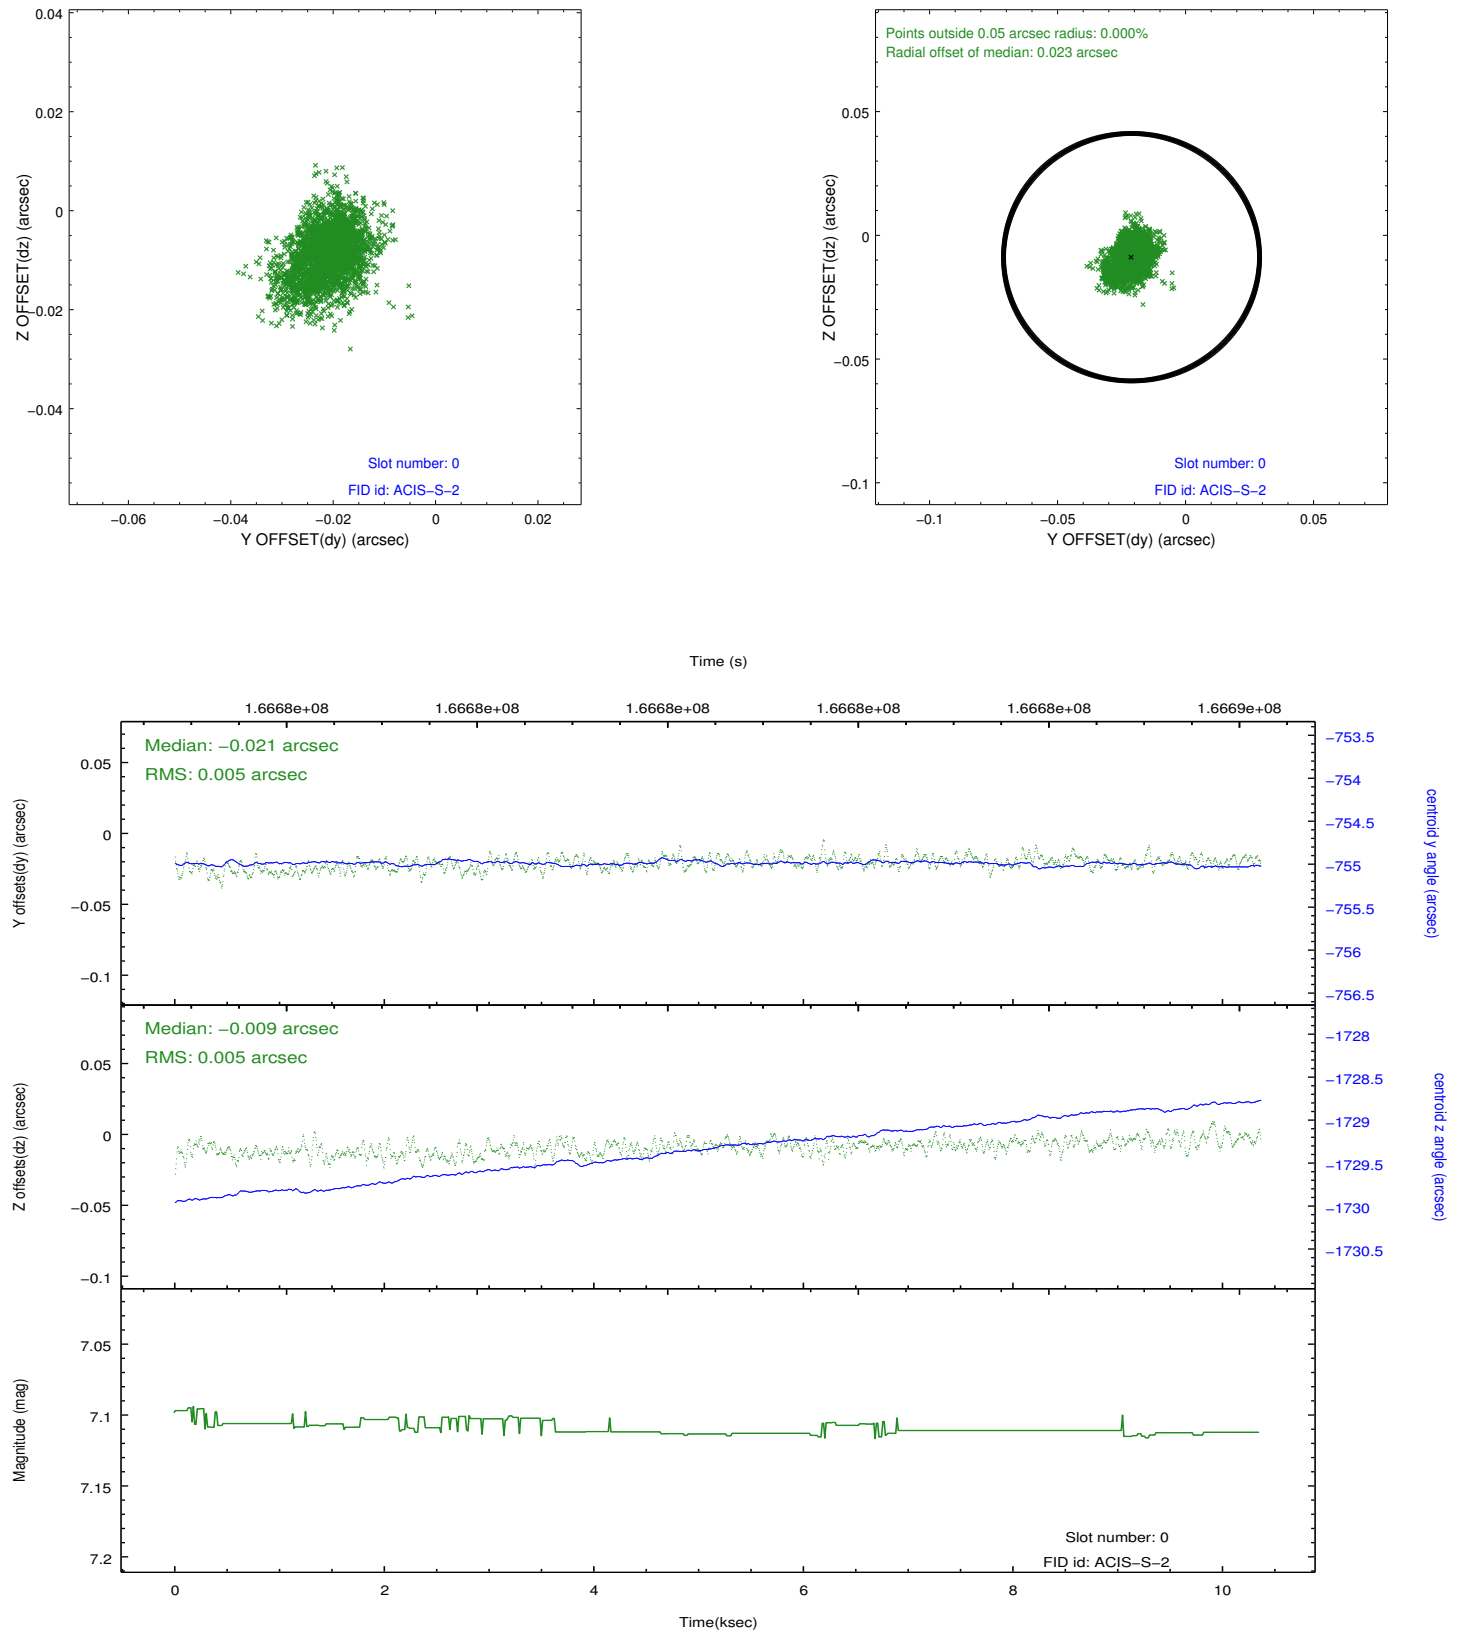 0.04
0.02
0
−0.02
−0.04
Z OFFSET(dz) (arcsec)
Slot number: 0
FID id: ACIS−S−2
−0.06
−0.04
−0.02
0
0.02
Y OFFSET(dy) (arcsec)
Points outside 0.05 arcsec radius: 0.000%
Radial offset of median: 0.023 arcsec
0.05
0
−0.05
−0.1
Z OFFSET(dz) (arcsec)
Slot number: 0
FID id: ACIS−S−2
−0.1
−0.05
0
0.05
Y OFFSET(dy) (arcsec)
Time (s)
1.6668e+08
1.6668e+08
1.6668e+08
1.6668e+08
1.6668e+08
1.6669e+08
Median: −0.021 arcsec
RMS: 0.005 arcsec
0.05
0
−0.05
−0.1
Y offsets(dy) (arcsec)
−753.5
−754
−754.5
−755
−755.5
−756
−756.5
centroid y angle (arcsec)
Median: −0.009 arcsec
RMS: 0.005 arcsec
0.05
0
−0.05
−0.1
Z offsets(dz) (arcsec)
−1728
−1728.5
−1729
−1729.5
−1730
−1730.5
centroid z angle (arcsec)
7.05
7.1
7.15
7.2
Magnitude (mag)
Slot number: 0
FID id: ACIS−S−2
0
2
4
6
8
10
Time(ksec)